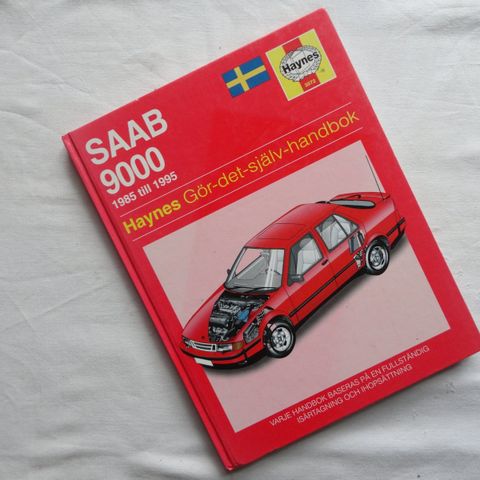 Haynes
3072
SAAB
9000
1985 till 1995
Haynes Gör-det-själv-handbok
VARJE HANDBOK BASERAS PÅ EN FULLSTÄNDIG
ISÄRTAGNING OCH IHOPSÄTTNING